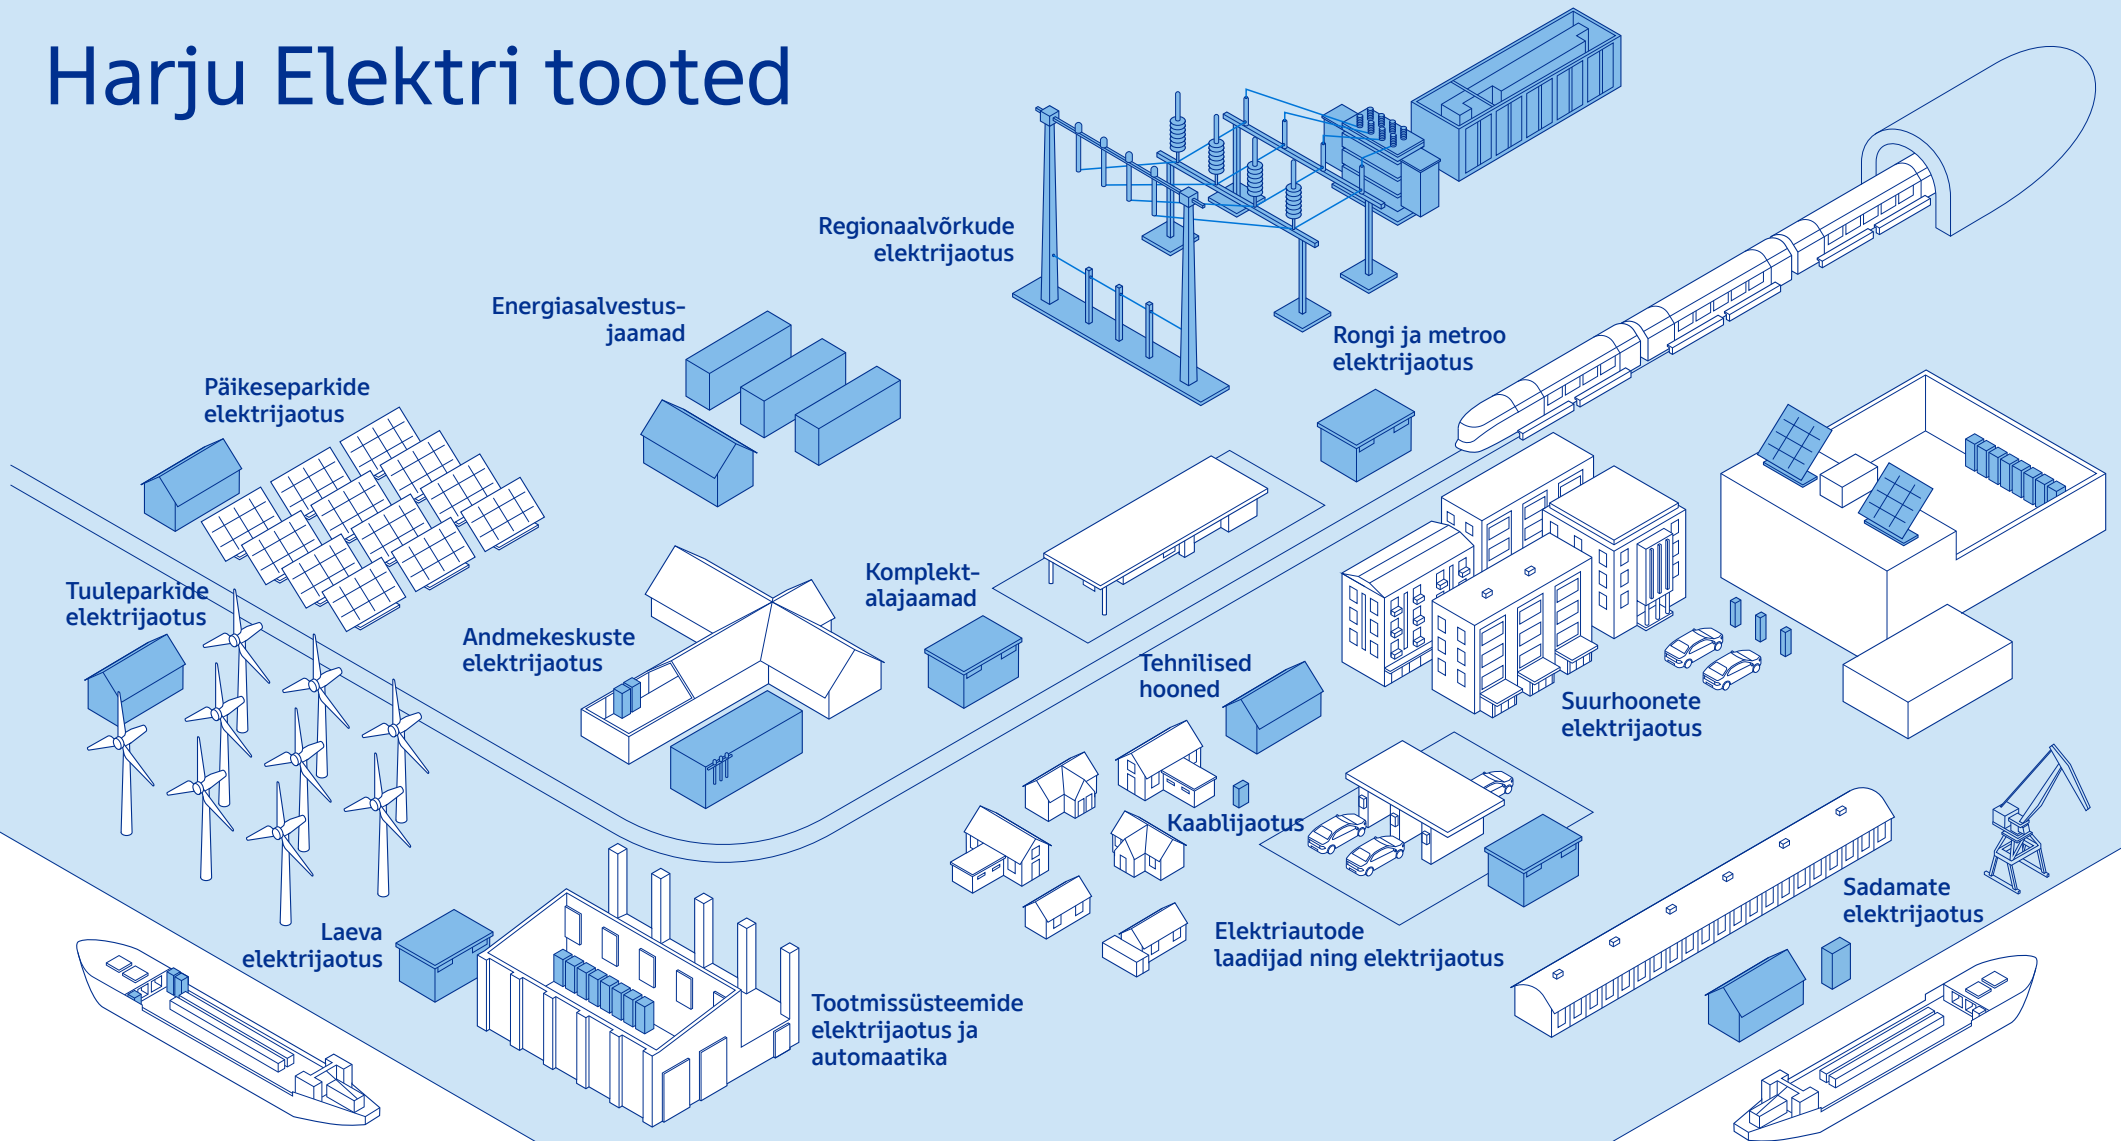 Harju Elektri tooted
Regionaalvõrkude
elektrijaotus
Energiasalvestus-
jaamad
Rongi ja metroo
elektrijaotus
Päikeseparkide
elektrijaotus
Tuuleparkide
elektrijaotus
Andmekeskuste
elektrijaotus
Komplekt-
alajaamad
Tehnilised
hooned
Suurhoonete
elektrijaotus
Kaablijaotus
Sadamate
elektrijaotus
Laeva
elektrijaotus
Elektriautode
laadijad ning elektrijaotus
Tootmissüsteemide
elektrijaotus ja
automaatika